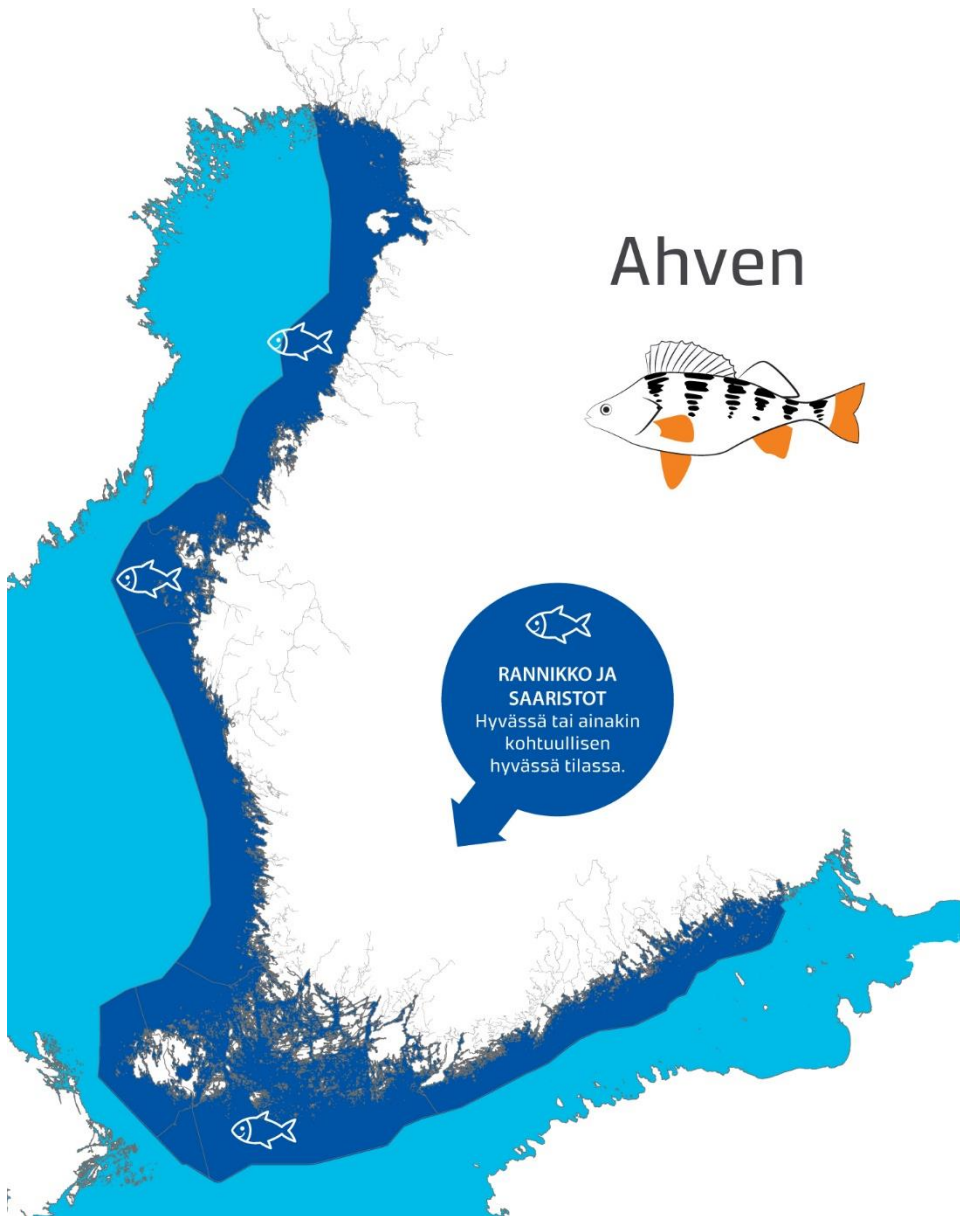 Ahven
RANNIKKO JA
SAARISTOT
Hyvässä tai ainakin
kohtuullisen
hyvässä tilassa.